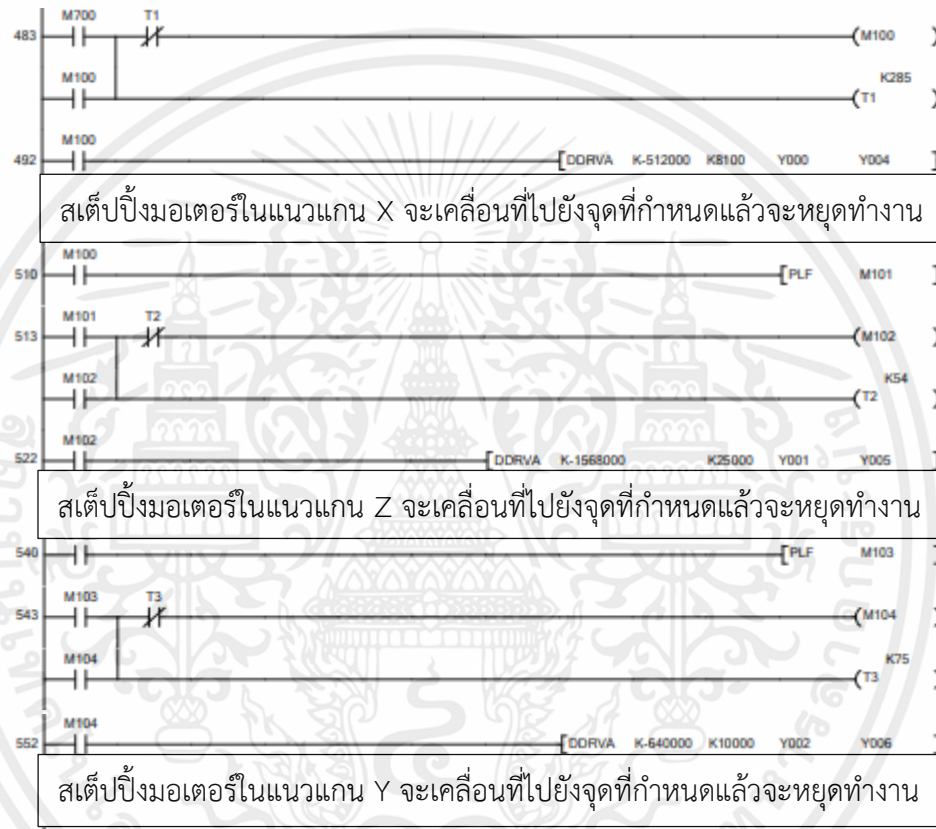 M700 T1
483 (M100 )
M100 K285
(T1 )
M100
492 [DDRVA K-512000 K8100 Y000 Y004 ]
สเต็ปปิ้งมอเตอร์ในแนวแกน X จะเคลื่อนที่ไปยังจุดที่กำหนดแล้วจะหยุดทำงาน
M100
510 [PLF M101 ]
M101 T2
513 (M102 )
M102 K54
(T2 )
M102
522 [DDRVA K-1568000 K25000 Y001 Y005 ]
สเต็ปปิ้งมอเตอร์ในแนวแกน Z จะเคลื่อนที่ไปยังจุดที่กำหนดแล้วจะหยุดทำงาน
540 [PLF M103 ]
M103 T3
543 (M104 )
M104 K75
(T3 )
M104
552 [DDRVA K-640000 K10000 Y002 Y006 ]
สเต็ปปิ้งมอเตอร์ในแนวแกน Y จะเคลื่อนที่ไปยังจุดที่กำหนดแล้วจะหยุดทำงาน